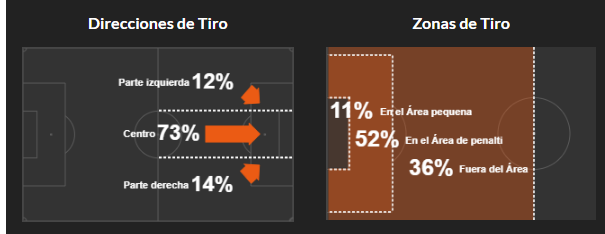 Direcciones de Tiro
Parte izquierda 12%
Centro 73%
Parte derecha 14%
Zonas de Tiro
11% En el Área pequena
52% En el Área de penalti
36% Fuera del Área